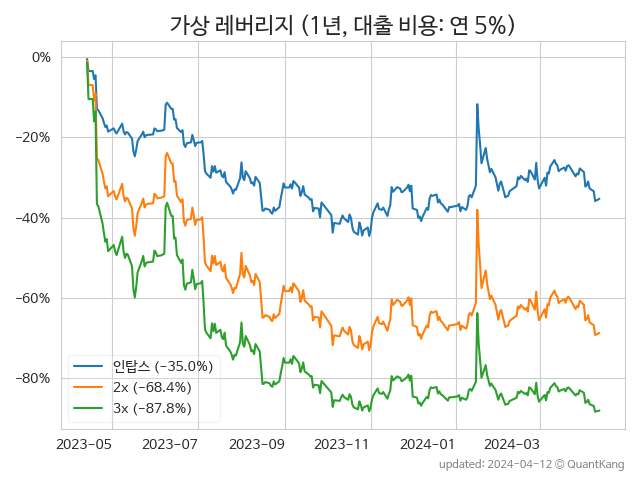 가상 레버리지 (1년, 대출 비용: 연 5%)
0%
−20%
−40%
−60%
−80%
인탑스 (−35.0%)
2x (−68.4%)
3x (−87.8%)
2023-05 2023-07 2023-09 2023-11 2024-01 2024-03
updated: 2024-04-12 © QuantKang